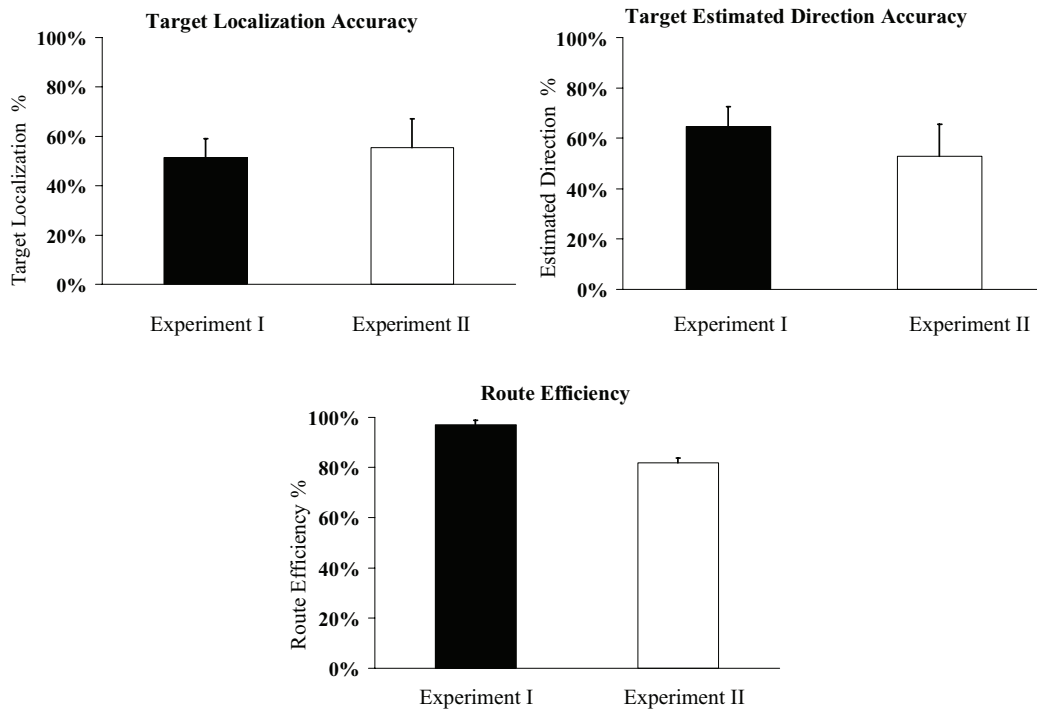 Target Localization Accuracy
100%
80%
60%
40%
20%
0%
Target Localization %
Experiment I Experiment II
Target Estimated Direction Accuracy
100%
80%
60%
40%
20%
0%
Estimated Direction %
Experiment I Experiment II
Route Efficiency
100%
80%
60%
40%
20%
0%
Route Efficiency %
Experiment I Experiment II